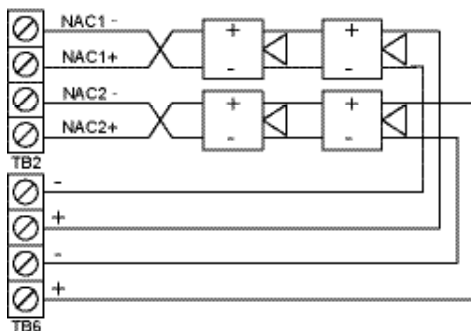 NAC1 -
+ +
NAC1+
- -
NAC2 -
+ +
NAC2+
- -
TB2
-
+
-
+
TB6